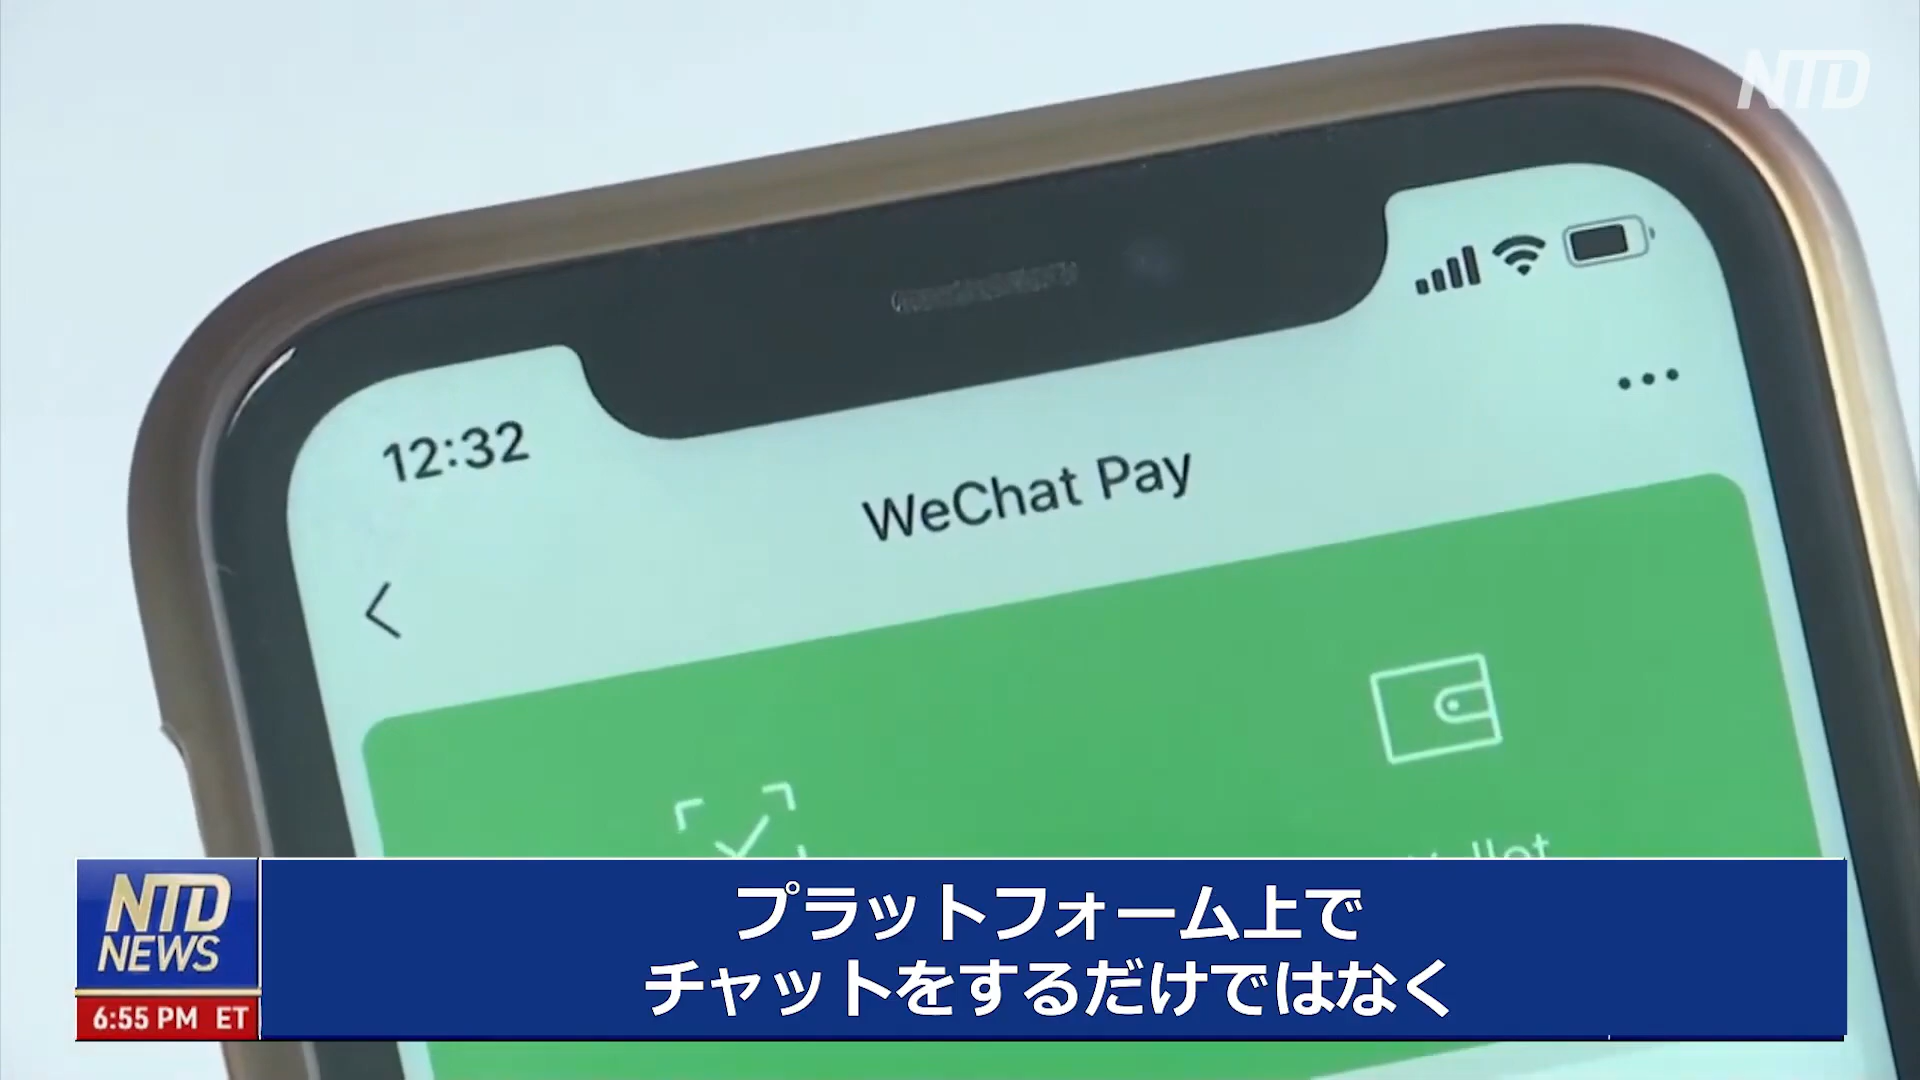 NTD
12:32
WeChat Pay
プラットフォーム上で
チャットをするだけではなく
NTD
NEWS
6:55 PM ET